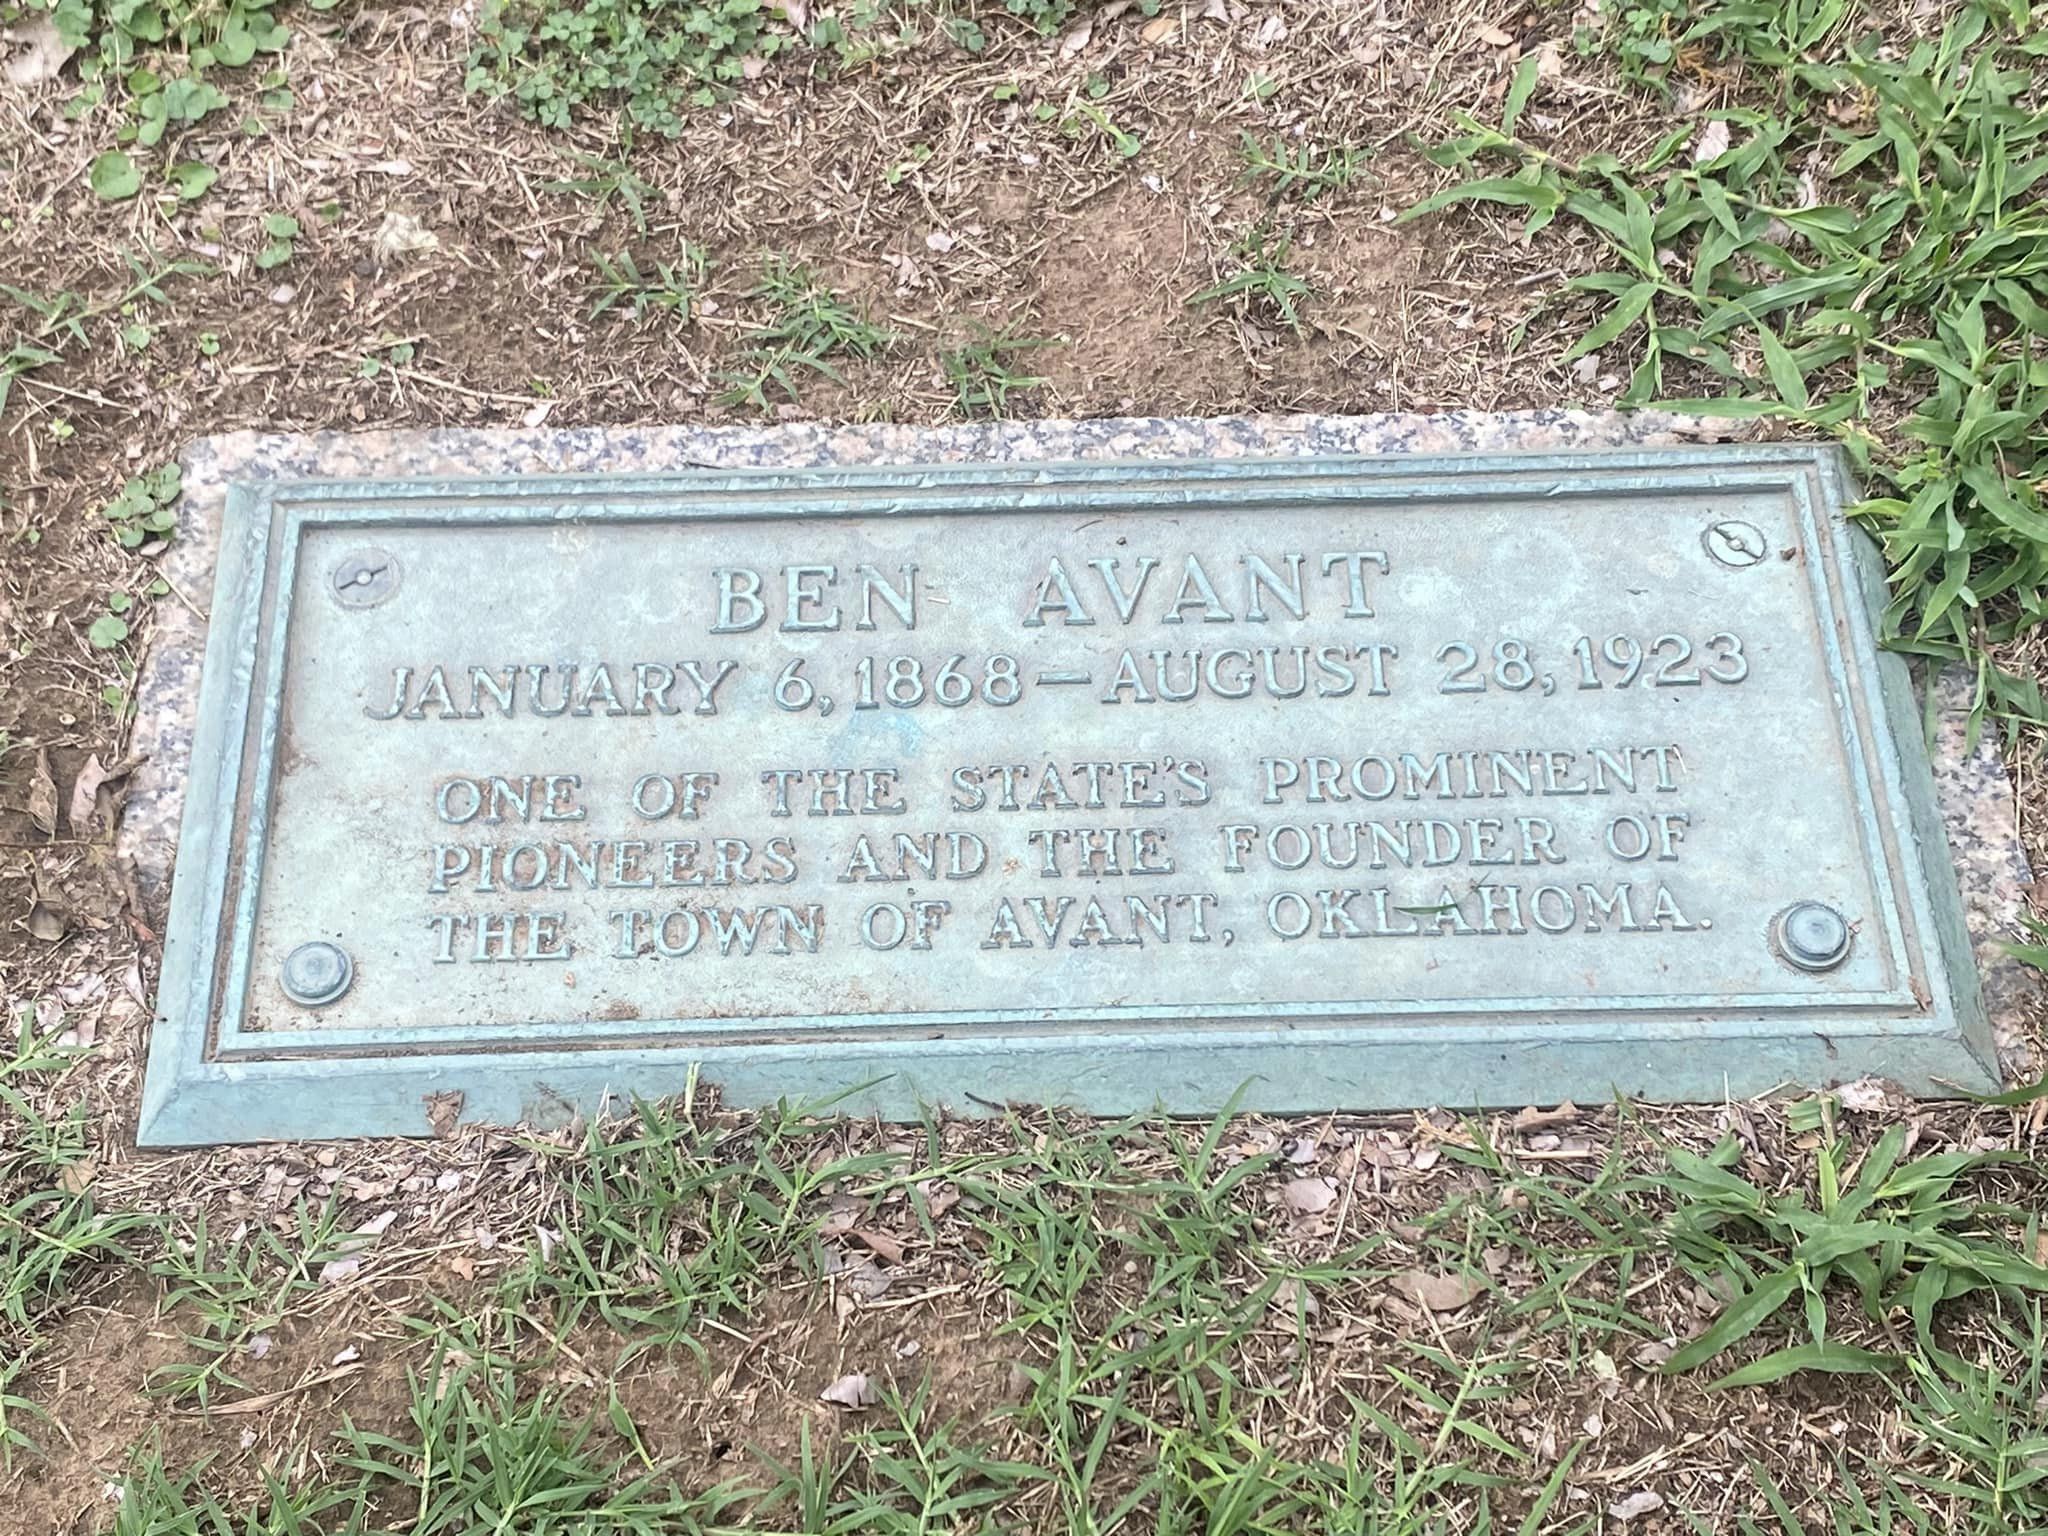 BEN AVANT
JANUARY 6, 1868 — AUGUST 28, 1923
ONE OF THE STATE'S PROMINENT
PIONEERS AND THE FOUNDER OF
THE TOWN OF AVANT, OKLAHOMA.